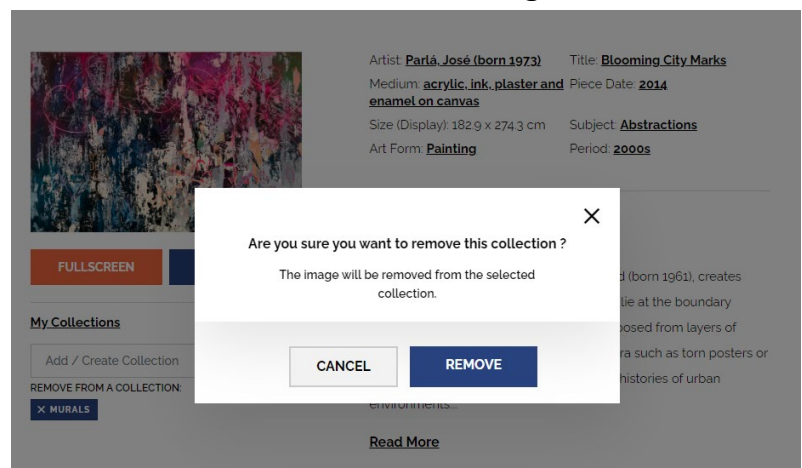 Artist: Parlá, José (born 1973)
Title: Blooming City Marks
Medium: acrylic, ink, plaster and enamel on canvas
Piece Date: 2014
Size (Display): 182.9 x 274.3 cm
Subject: Abstractions
Art Form: Painting
Period: 2000s
Are you sure you want to remove this collection ?
The image will be removed from the selected
collection.
CANCEL
REMOVE
FULLSCREEN
My Collections
Add / Create Collection
REMOVE FROM A COLLECTION:
× MURALS
(born 1961), creates
lie at the boundary
posed from layers of
such as torn posters or
histories of urban
environments...
Read More